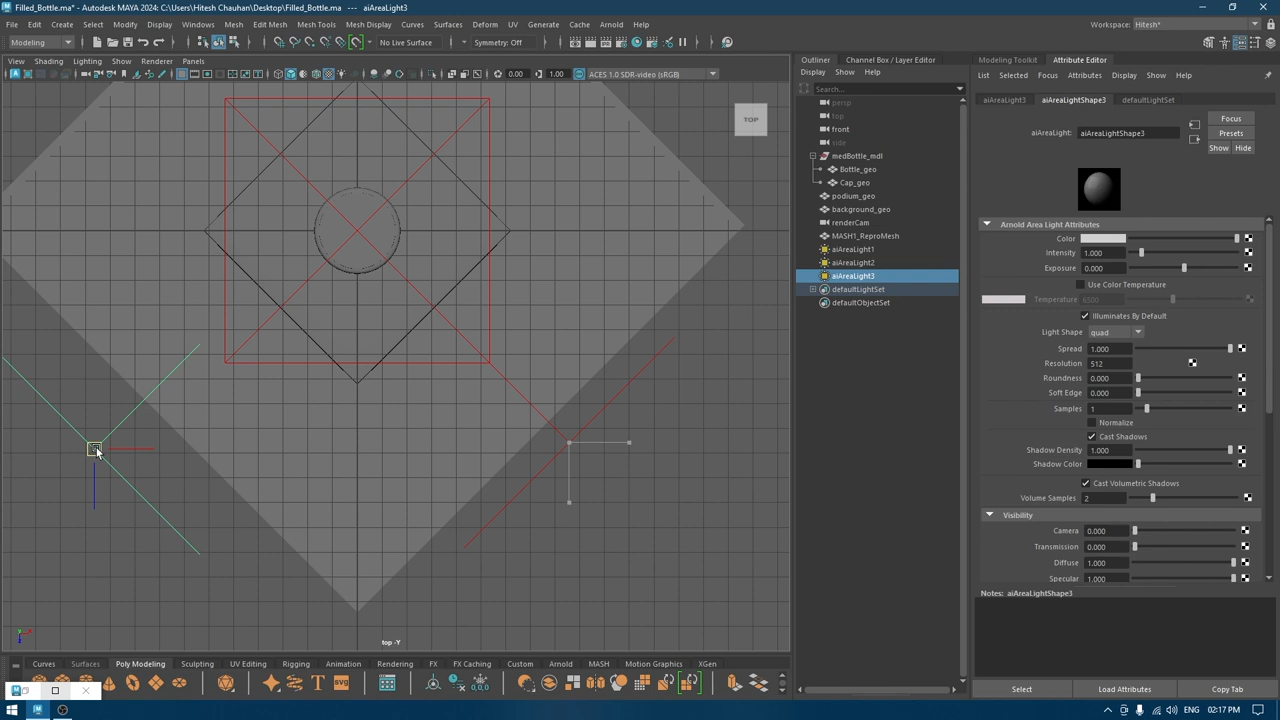 Autodesk MAYA 2024: C:\Users\Hitesh Chauhan\Desktop\Filled_Bottle.ma* --- aiAreaLight3
File Edit Create Select Modify Display Windows Mesh Edit Mesh Mesh Tools Mesh Display Curves Surfaces Deform UV Generate Cache Arnold Help
Workspace: Hitesh*
Modeling
No Live Surface
Symmetry: Off
View Shading Lighting Show Renderer Panels
0.00
1.00
ACES 1.0 SDR-video (sRGB)
TOP
top -Y
Outliner Channel Box / Layer Editor
Display Show Help
Search...
persp
top
front
side
medBottle_mdl
Bottle_geo
Cap_geo
podium_geo
background_geo
renderCam
MASH1_ReproMesh
aiAreaLight1
aiAreaLight2
aiAreaLight3
defaultLightSet
defaultObjectSet
Modeling Toolkit Attribute Editor
List Selected Focus Attributes Display Show Help
aiAreaLight3 aiAreaLightShape3 defaultLightSet
Focus
aiAreaLight: aiAreaLightShape3
Presets
Show Hide
Arnold Area Light Attributes
Color
Intensity 1.000
Exposure 0.000
Use Color Temperature
Temperature 6500
Illuminates By Default
Light Shape quad
Spread 1.000
Resolution 512
Roundness 0.000
Soft Edge 0.000
Samples 1
Normalize
Cast Shadows
Shadow Density 1.000
Shadow Color
Cast Volumetric Shadows
Volume Samples 2
Visibility
Camera 0.000
Transmission 0.000
Diffuse 1.000
Specular 1.000
Notes: aiAreaLightShape3
Select Load Attributes Copy Tab
Curves Surfaces Poly Modeling Sculpting UV Editing Rigging Animation Rendering FX FX Caching Custom Arnold MASH Motion Graphics XGen
SVG
0,0,0
ENG
02:17 PM